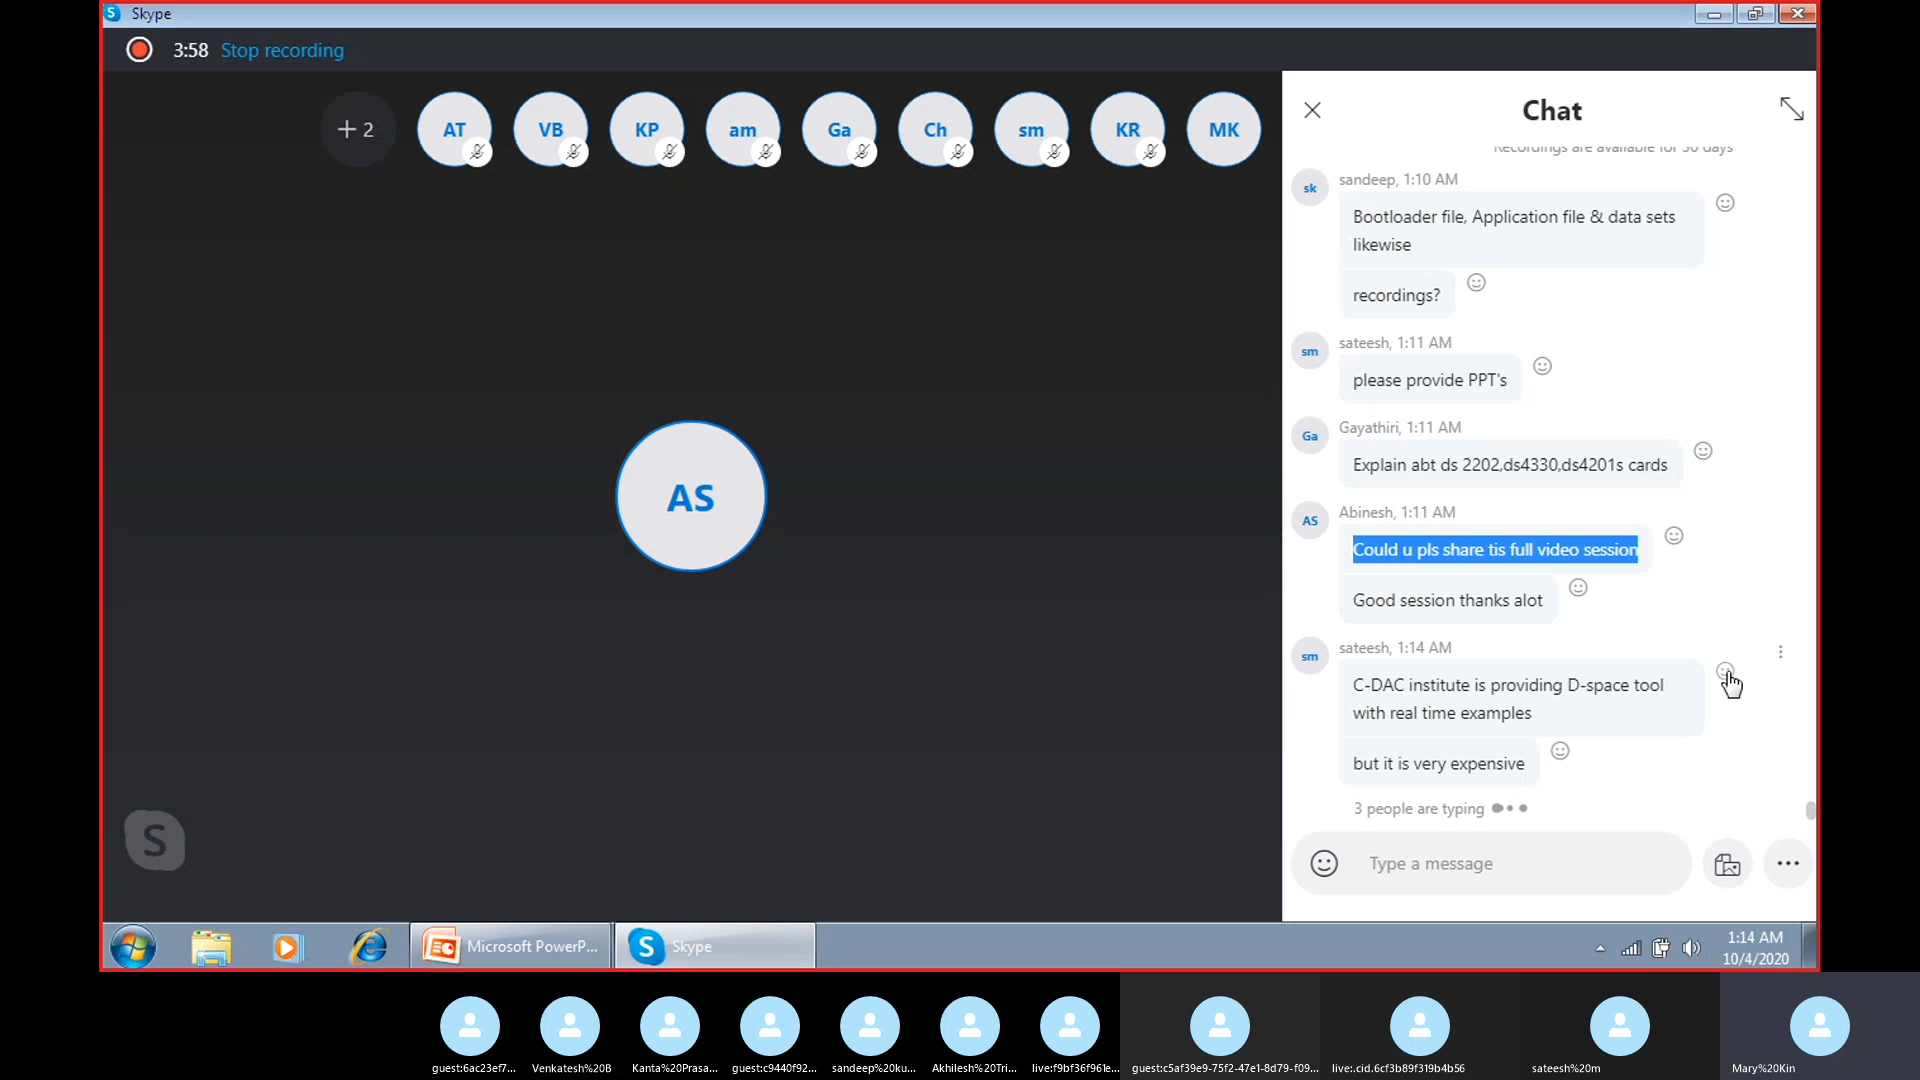 Skype
3:58 Stop recording
+ 2
AT
VB
KP
am
Ga
Ch
sm
KR
MK
AS
Chat
Recordings are available for 30 days
sk
sandeep, 1:10 AM
Bootloader file, Application file & data sets
likewise
recordings?
sm
sateesh, 1:11 AM
please provide PPT's
Ga
Gayathiri, 1:11 AM
Explain abt ds 2202,ds4330,ds4201s cards
AS
Abinesh, 1:11 AM
Could u pls share tis full video session
Good session thanks alot
sm
sateesh, 1:14 AM
C-DAC institute is providing D-space tool
with real time examples
but it is very expensive
3 people are typing
Type a message
Microsoft PowerP...
Skype
1:14 AM
10/4/2020
guest:6ac23ef7...
Venkatesh%20B
Kanta%20Prasa...
guest:c9440f92...
sandeep%20ku...
Akhilesh%20Tri...
live:f9bf36f961e...
guest:c5af39e9-75f2-47e1-8d79-f09...
live:.cid.6cf3b89f319b4b56
sateesh%20m
Mary%20Kin